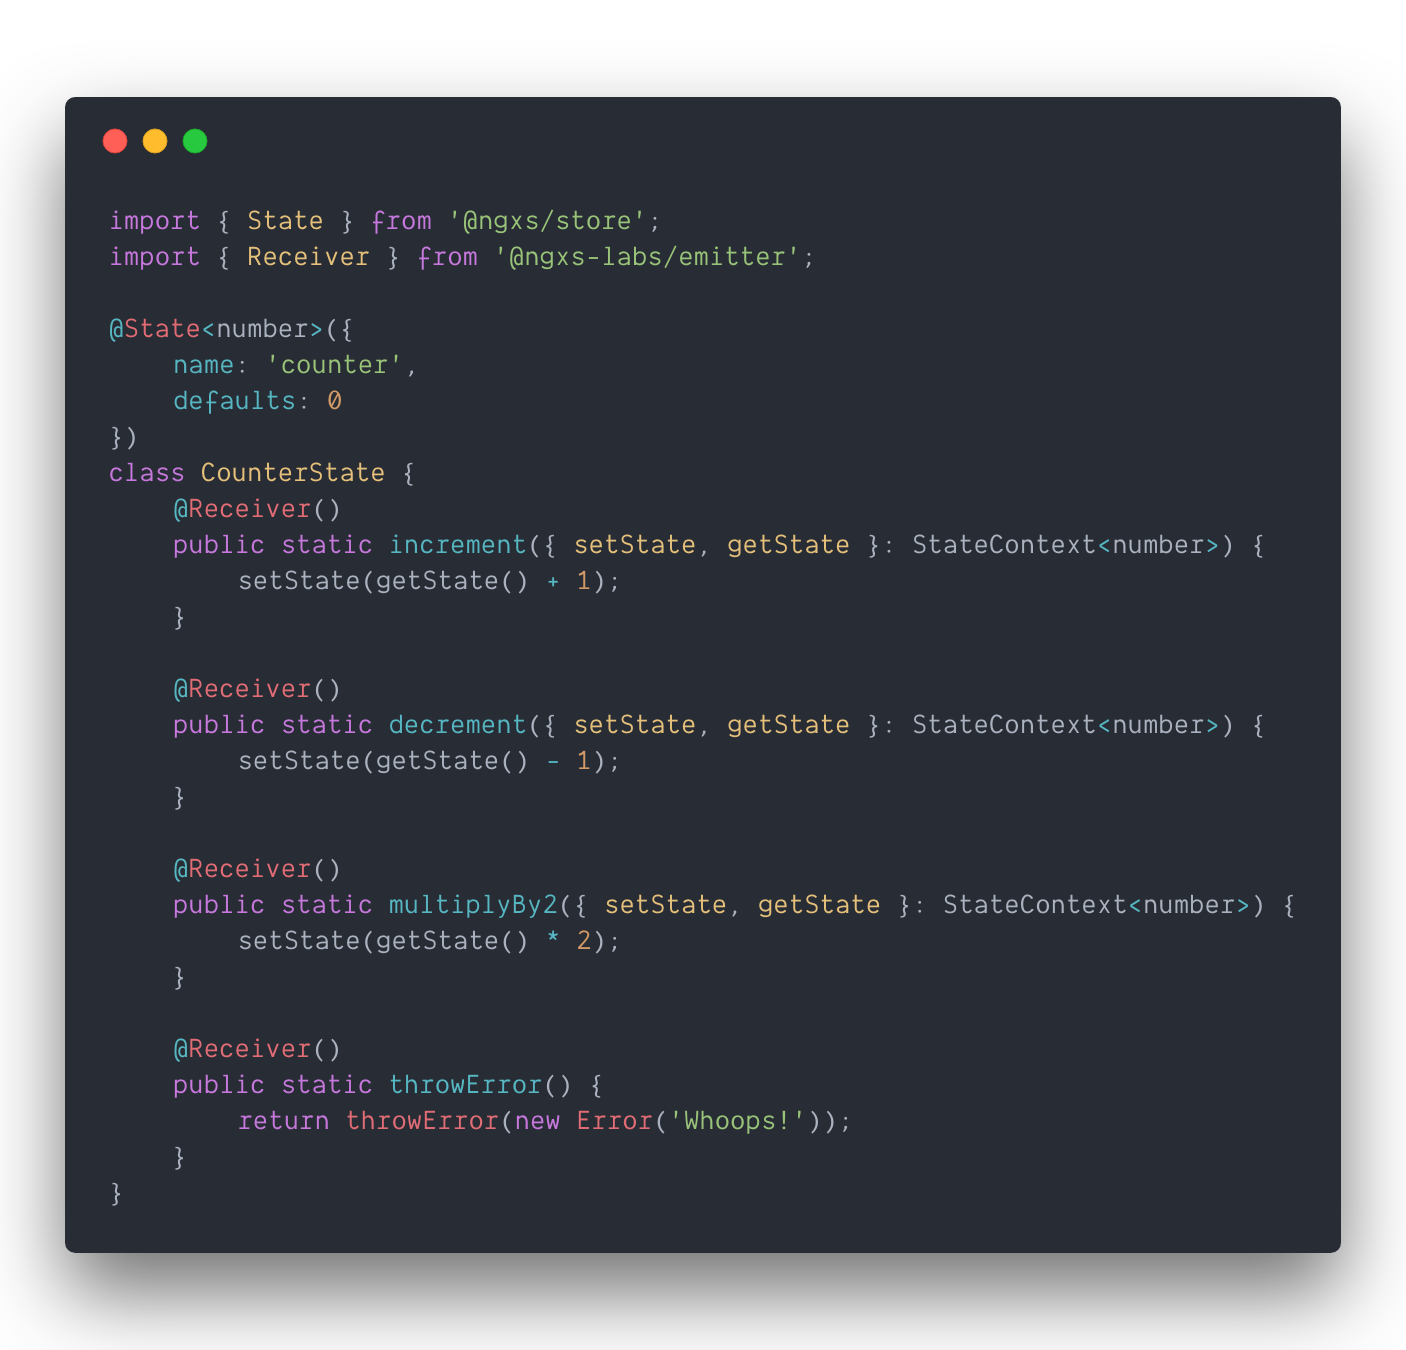 import { State } from '@ngxs/store';
import { Receiver } from '@ngxs-labs/emitter';

@State<number>({
    name: 'counter',
    defaults: 0
})
class CounterState {
    @Receiver()
    public static increment({ setState, getState }: StateContext<number>) {
        setState(getState() + 1);
    }

    @Receiver()
    public static decrement({ setState, getState }: StateContext<number>) {
        setState(getState() - 1);
    }

    @Receiver()
    public static multiplyBy2({ setState, getState }: StateContext<number>) {
        setState(getState() * 2);
    }

    @Receiver()
    public static throwError() {
        return throwError(new Error('Whoops!'));
    }
}